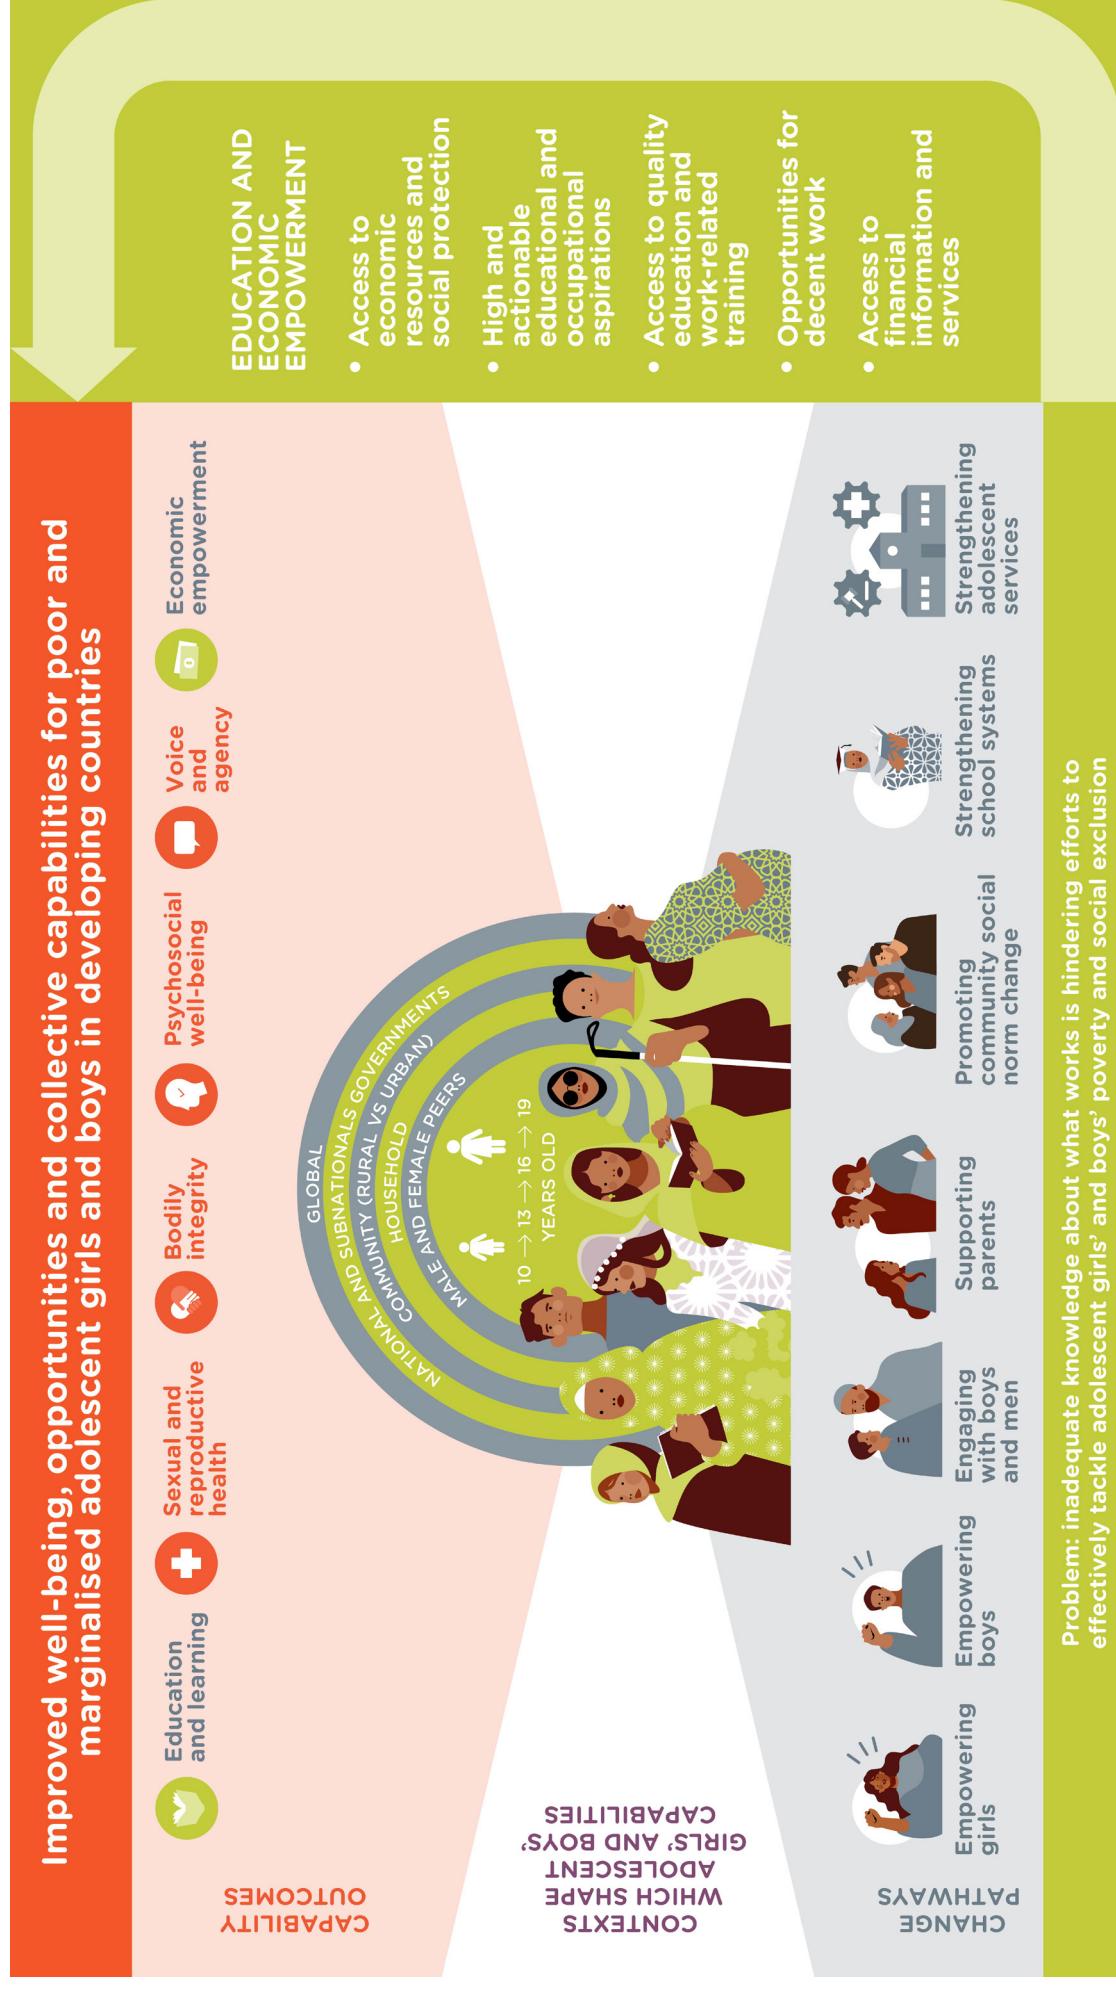 Improved well-being, opportunities and collective capabilities for poor and
marginalised adolescent girls and boys in developing countries
CAPABILITY
OUTCOMES
Education
and learning
Sexual and
reproductive
health
Bodily
integrity
Psychosocial
well-being
Voice
and
agency
Economic
empowerment
CONTEXTS
WHICH SHAPE
ADOLESCENT
GIRLS’ AND BOYS’
CAPABILITIES
GLOBAL
NATIONAL AND SUBNATIONALS GOVERNMENTS
COMMUNITY (RURAL VS URBAN)
HOUSEHOLD
MALE AND FEMALE PEERS
10 → 13 → 16 → 19
YEARS OLD
CHANGE
PATHWAYS
Empowering
girls
Empowering
boys
Engaging
with boys
and men
Supporting
parents
Promoting
community social
norm change
Strengthening
school systems
Strengthening
adolescent
services
EDUCATION AND
ECONOMIC
EMPOWERMENT
• Access to
economic
resources and
social protection
• High and
actionable
educational and
occupational
aspirations
• Access to quality
education and
work-related
training
• Opportunities for
decent work
• Access to
financial
information and
services
Problem: inadequate knowledge about what works is hindering efforts to
effectively tackle adolescent girls’ and boys’ poverty and social exclusion